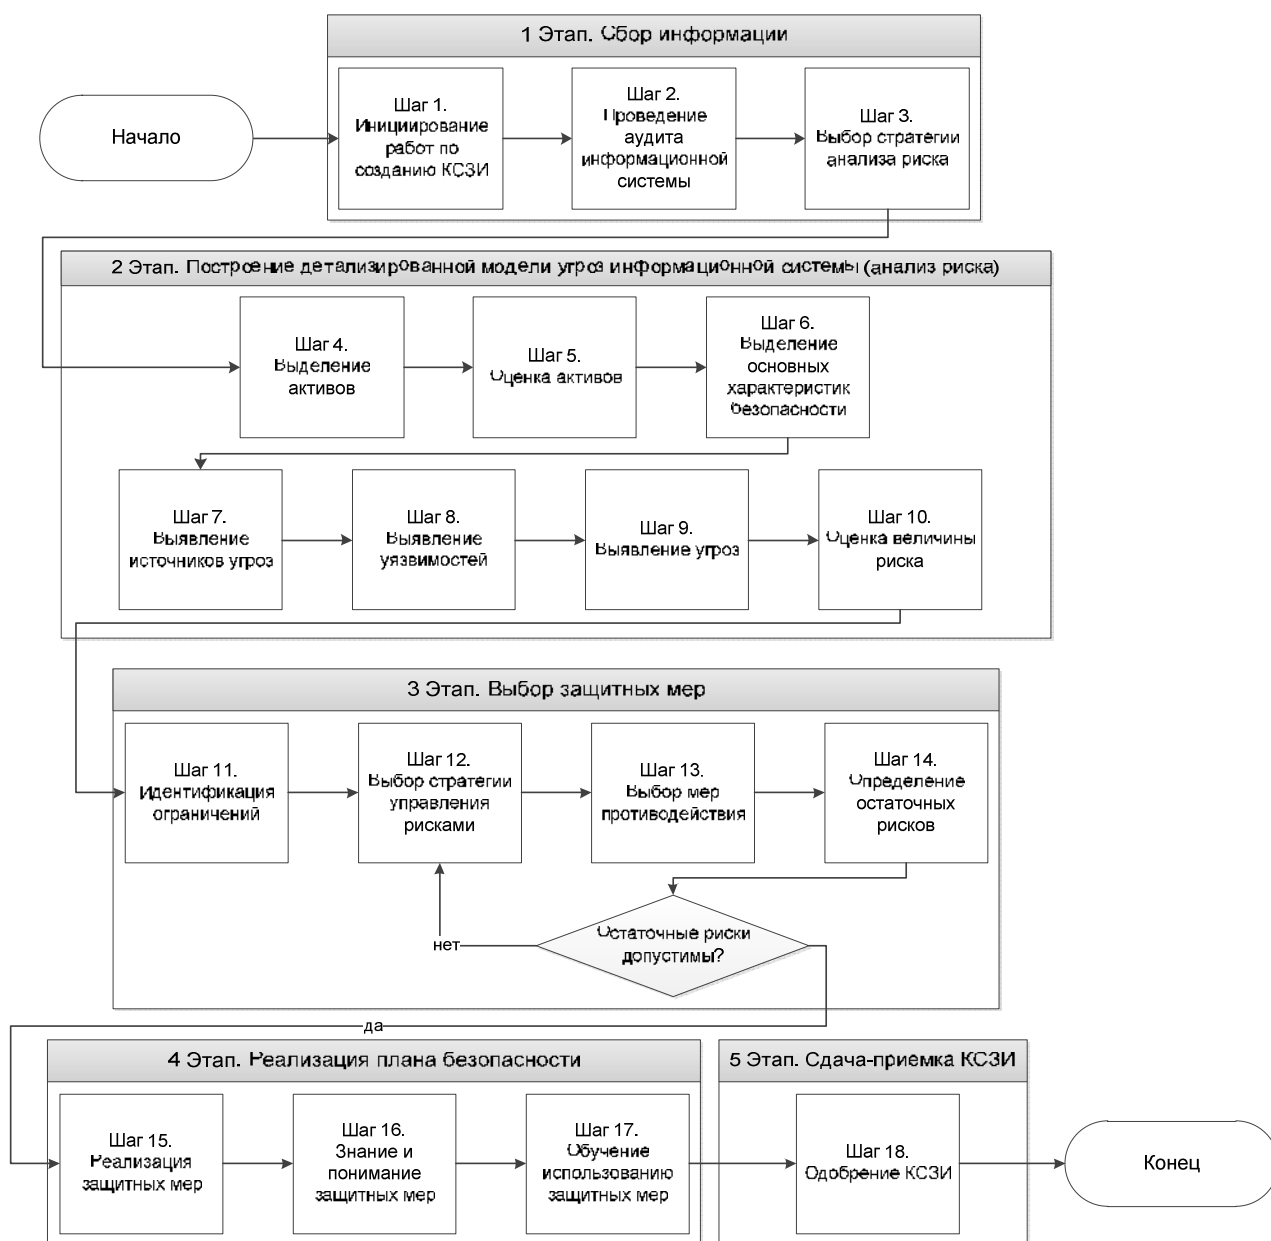 1 Этап. Сбор информации
Начало
Шаг 1.
Инициирование
работ по
созданию КСЗИ
Шаг 2.
Проведение
аудита
информационной
системы
Шаг 3.
Выбор стратегии
анализа риска
2 Этап. Построение детализированной модели угроз информационной системы (анализ риска)
Шаг 4.
Выделение
активов
Шаг 5.
Оценка активов
Шаг 6.
Выделение
основных
характеристик
безопасности
Шаг 7.
Выявление
источников угроз
Шаг 8.
Выявление
уязвимостей
Шаг 9.
Выявление угроз
Шаг 10.
Оценка величины
риска
3 Этап. Выбор защитных мер
Шаг 11.
Идентификация
ограничений
Шаг 12.
Выбор стратегии
управления
рисками
Шаг 13.
Выбор мер
противодействия
Шаг 14.
Определение
остаточных
рисков
Остаточные риски
допустимы?
нет
да
4 Этап. Реализация плана безопасности
Шаг 15.
Реализация
защитных мер
Шаг 16.
Знание и
понимание
защитных мер
Шаг 17.
Обучение
использованию
защитных мер
5 Этап. Сдача-приемка КСЗИ
Шаг 18.
Одобрение КСЗИ
Конец